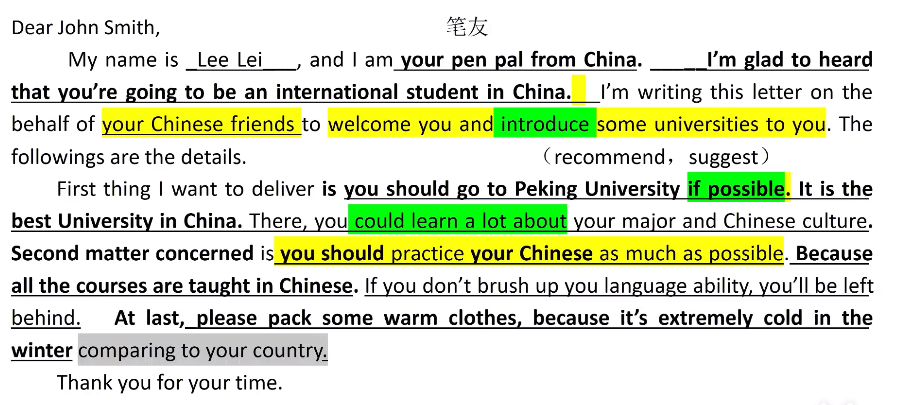 Dear John Smith, 笔友
My name is _Lee Lei___, and I am your pen pal from China. _____I'm glad to heard
that you're going to be an international student in China. I'm writing this letter on the
behalf of your Chinese friends to welcome you and introduce some universities to you. The
followings are the details. （recommend，suggest）
First thing I want to deliver is you should go to Peking University if possible. It is the
best University in China. There, you could learn a lot about your major and Chinese culture.
Second matter concerned is you should practice your Chinese as much as possible. Because
all the courses are taught in Chinese. If you don't brush up you language ability, you'll be left
behind. At last, please pack some warm clothes, because it's extremely cold in the
winter comparing to your country.
Thank you for your time.